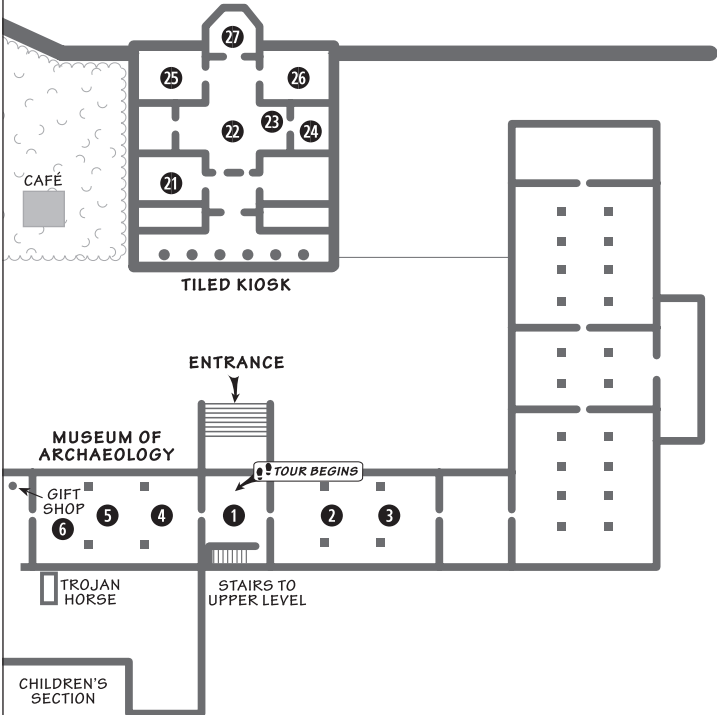 27
25
26
23
22
24
CAFÉ
21
TILED KIOSK
ENTRANCE
MUSEUM OF
ARCHAEOLOGY
TOUR BEGINS
GIFT
SHOP
6
5
4
1
2
3
TROJAN
HORSE
STAIRS TO
UPPER LEVEL
CHILDREN'S
SECTION